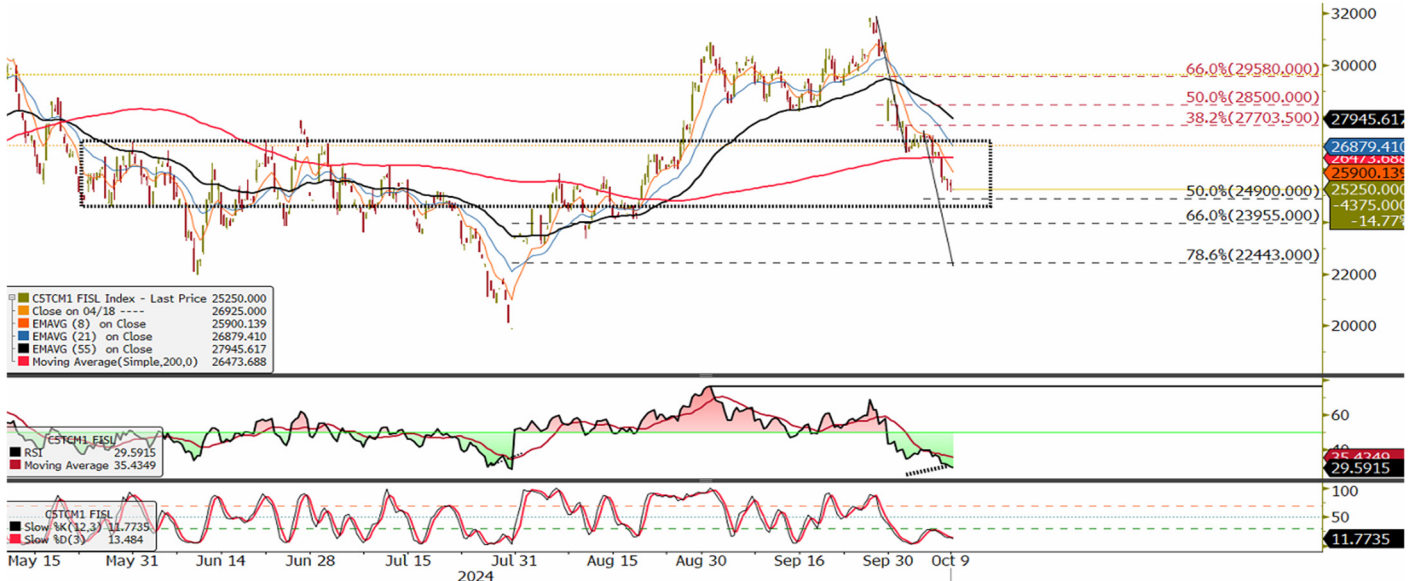 32000
30000
22000
20000
66.0%(29580.000)
50.0%(28500.000)
38.2%(27703.500)
50.0%(24900.000)
66.0%(23955.000)
78.6%(22443.000)
27945.617
26879.410
26473.688
25900.139
25250.000
-4375.000
-14.77%
C5TCM1 FISL Index - Last Price 25250.000
Close on 04/18 ---- 26925.000
EMAVG (8) on Close 25900.139
EMAVG (21) on Close 26879.410
EMAVG (55) on Close 27945.617
Moving Average(Simple,200,0) 26473.688
60
40
35.4349
29.5915
C5TCM1 FISL
RSI 29.5915
Moving Average 35.4349
100
50
11.7735
C5TCM1 FISL
Slow %K(12,3) 11.7735
Slow %D(3) 13.484
May 15 May 31 Jun 14 Jun 28 Jul 15 Jul 31 Aug 15 Aug 30 Sep 16 Sep 30 Oct 9
2024